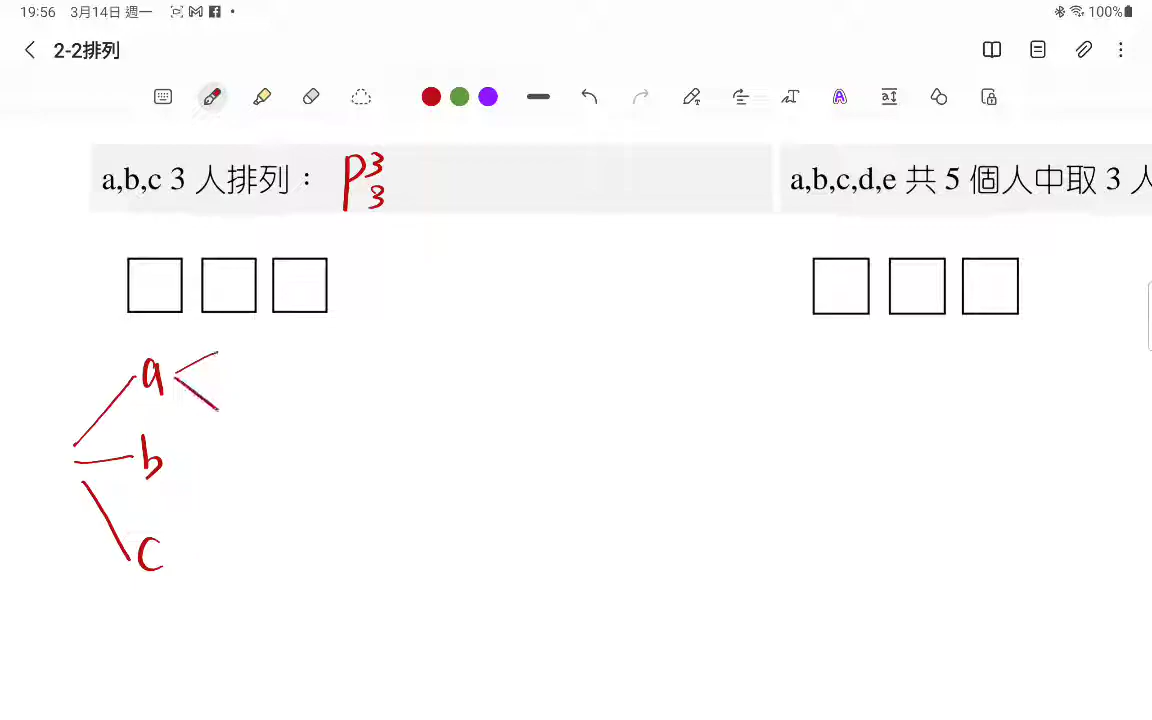 19:56 3月14日 週一 100%
2-2排列
a,b,c 3 人排列： P³₃
a,b,c,d,e 共 5 個人中取 3 人
a
b
c